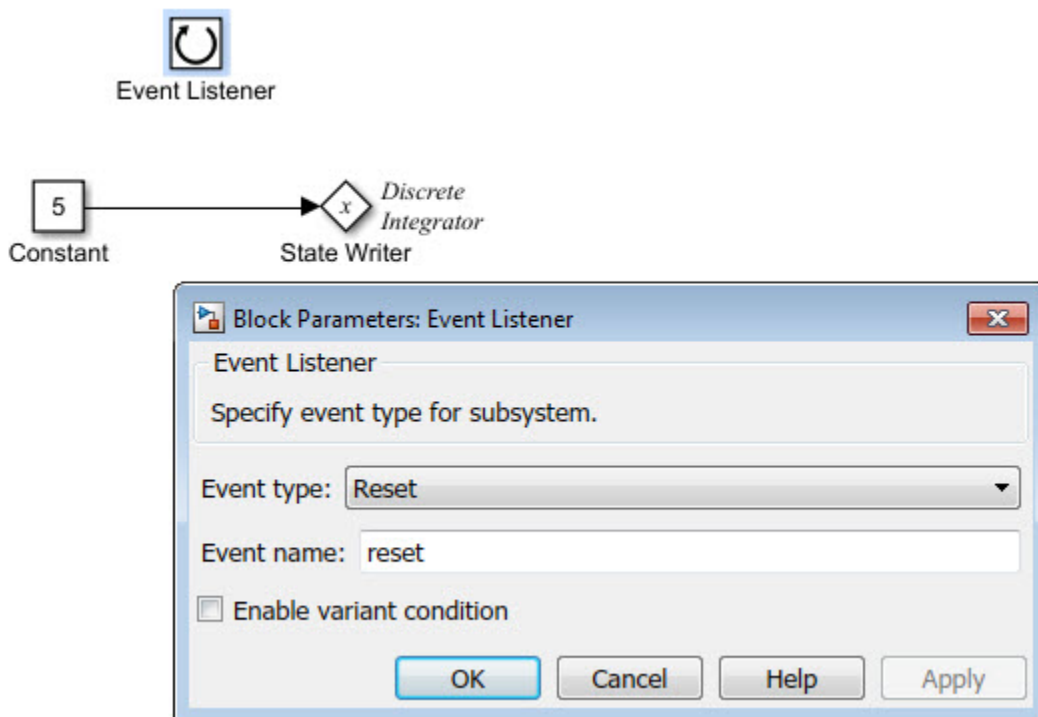 Event Listener
5
x
Discrete
Integrator
Constant
State Writer
Block Parameters: Event Listener
Event Listener
Specify event type for subsystem.
Event type: Reset
Event name: reset
Enable variant condition
OK Cancel Help Apply